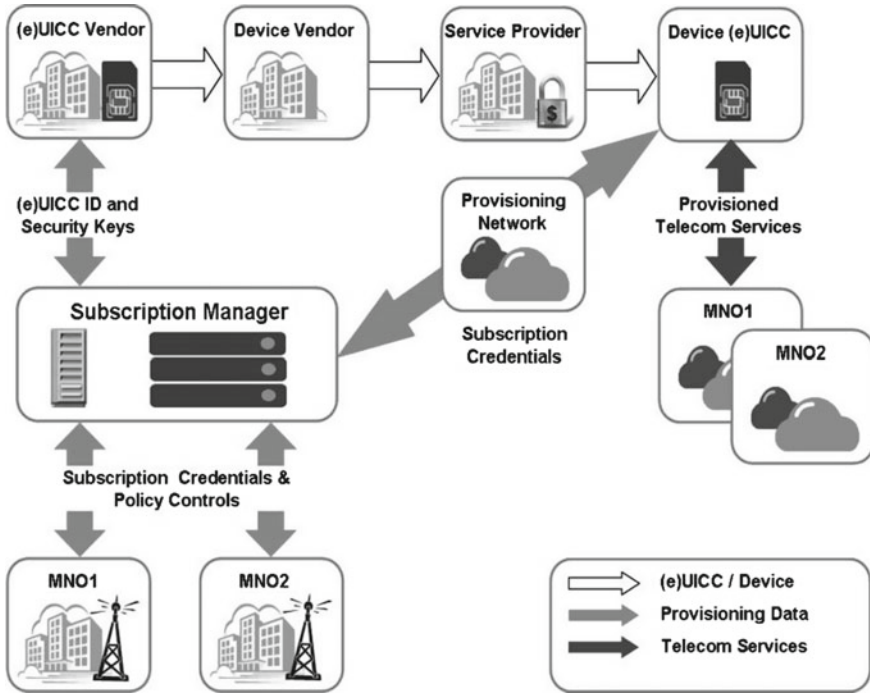 (e)UICC Vendor
Device Vendor
Service Provider
Device (e)UICC
$
(e)UICC ID and
Security Keys
Provisioning
Network
Provisioned
Telecom Services
Subscription Manager
Subscription
Credentials
MNO1
MNO2
Subscription Credentials &
Policy Controls
MNO1
MNO2
(e)UICC / Device
Provisioning Data
Telecom Services